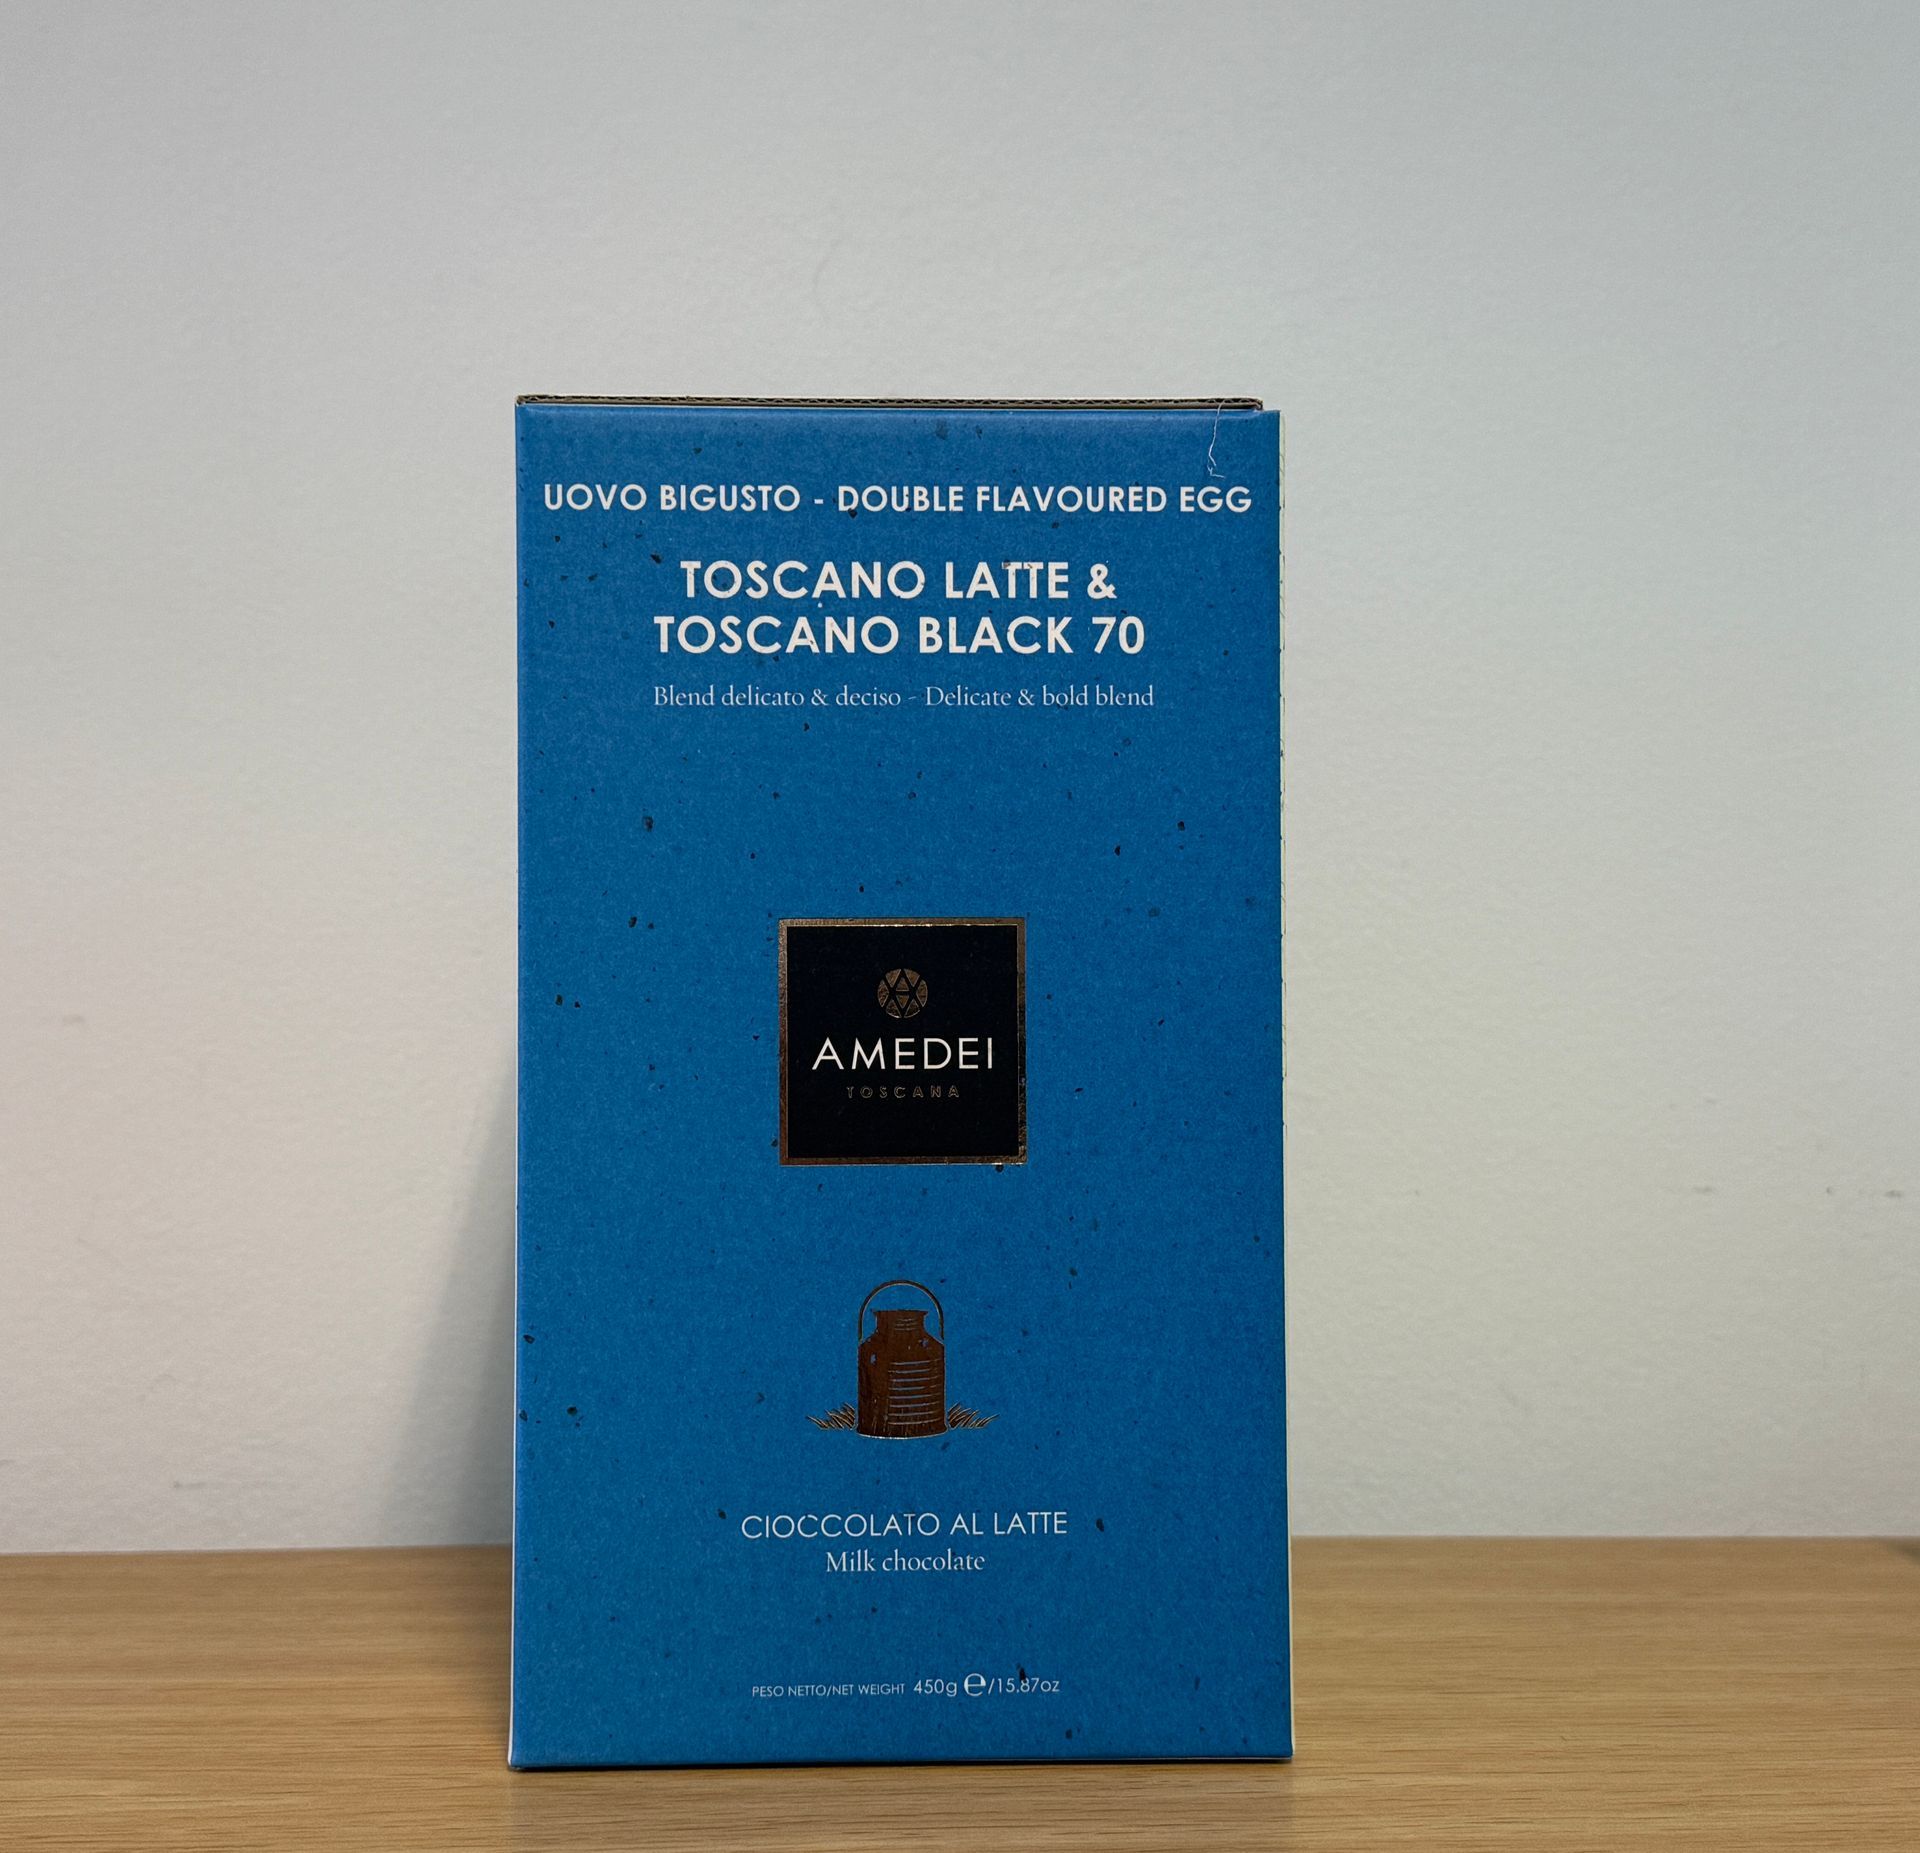 UOVO BIGUSTO - DOUBLE FLAVOURED EGG
TOSCANO LATTE &
TOSCANO BLACK 70
Blend delicato & deciso - Delicate & bold blend
AMEDEI
TOSCANA
CIOCCOLATO AL LATTE
Milk chocolate
PESO NETTO/NET WEIGHT 450g ℮/15,87oz